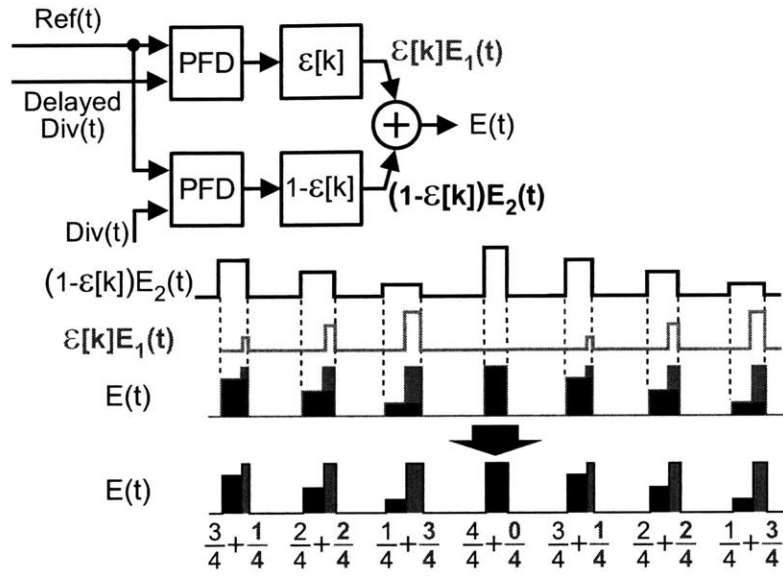 Ref(t)
PFD
ε[k]
ε[k]E₁(t)
Delayed
Div(t)
+
E(t)
PFD
1-ε[k]
(1-ε[k])E₂(t)
Div(t)
(1-ε[k])E₂(t)
ε[k]E₁(t)
E(t)
E(t)
3/4+1/4 2/4+2/4 1/4+3/4 4/4+0/4 3/4+1/4 2/4+2/4 1/4+3/4